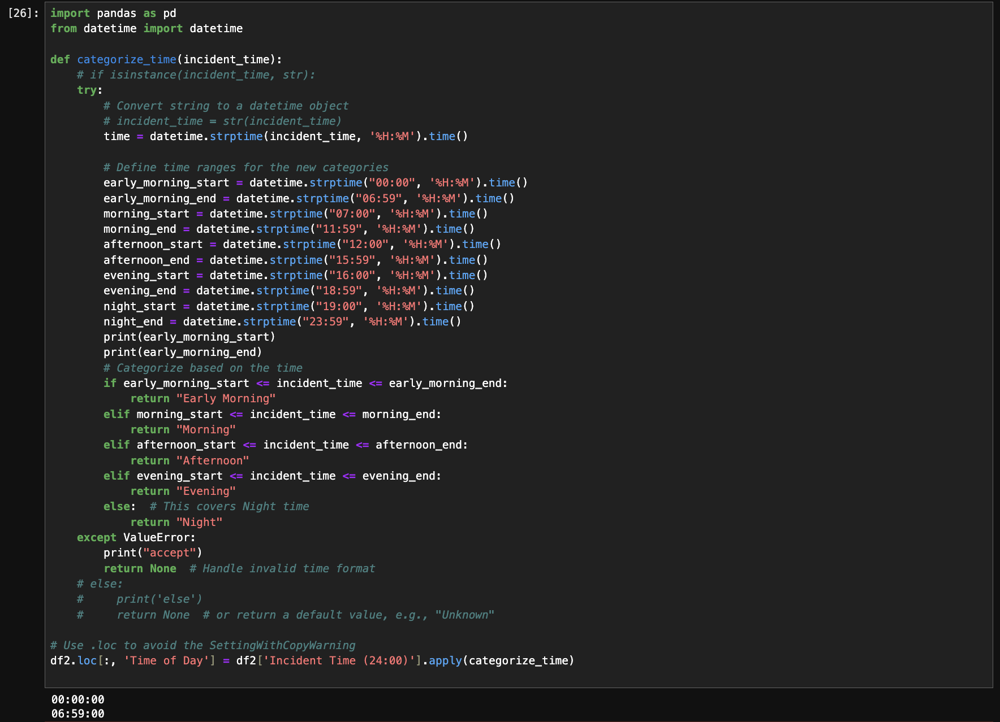 [26]: import pandas as pd
from datetime import datetime
def categorize_time(incident_time):
    # if isinstance(incident_time, str):
    try:
        # Convert string to a datetime object
        # incident_time = str(incident_time)
        time = datetime.strptime(incident_time, '%H:%M').time()
        # Define time ranges for the new categories
        early_morning_start = datetime.strptime("00:00", '%H:%M').time()
        early_morning_end = datetime.strptime("06:59", '%H:%M').time()
        morning_start = datetime.strptime("07:00", '%H:%M').time()
        morning_end = datetime.strptime("11:59", '%H:%M').time()
        afternoon_start = datetime.strptime("12:00", '%H:%M').time()
        afternoon_end = datetime.strptime("15:59", '%H:%M').time()
        evening_start = datetime.strptime("16:00", '%H:%M').time()
        evening_end = datetime.strptime("18:59", '%H:%M').time()
        night_start = datetime.strptime("19:00", '%H:%M').time()
        night_end = datetime.strptime("23:59", '%H:%M').time()
        print(early_morning_start)
        print(early_morning_end)
        # Categorize based on the time
        if early_morning_start <= incident_time <= early_morning_end:
            return "Early Morning"
        elif morning_start <= incident_time <= morning_end:
            return "Morning"
        elif afternoon_start <= incident_time <= afternoon_end:
            return "Afternoon"
        elif evening_start <= incident_time <= evening_end:
            return "Evening"
        else:  # This covers Night time
            return "Night"
    except ValueError:
        print("accept")
        return None  # Handle invalid time format
    # else:
    #     print('else')
    #     return None  # or return a default value, e.g., "Unknown"
# Use .loc to avoid the SettingWithCopyWarning
df2.loc[:, 'Time of Day'] = df2['Incident Time (24:00)'].apply(categorize_time)
00:00:00
06:59:00